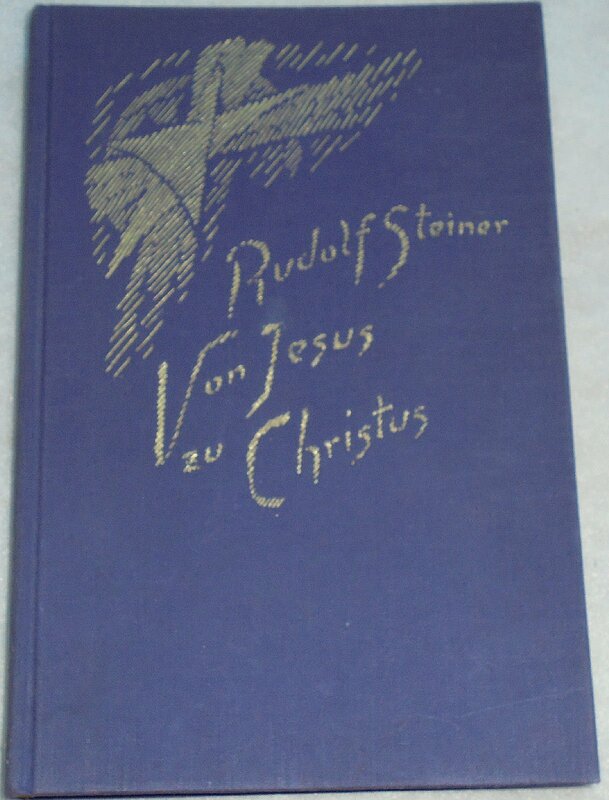 Rudolf Steiner
Von Jesus
zu Christus